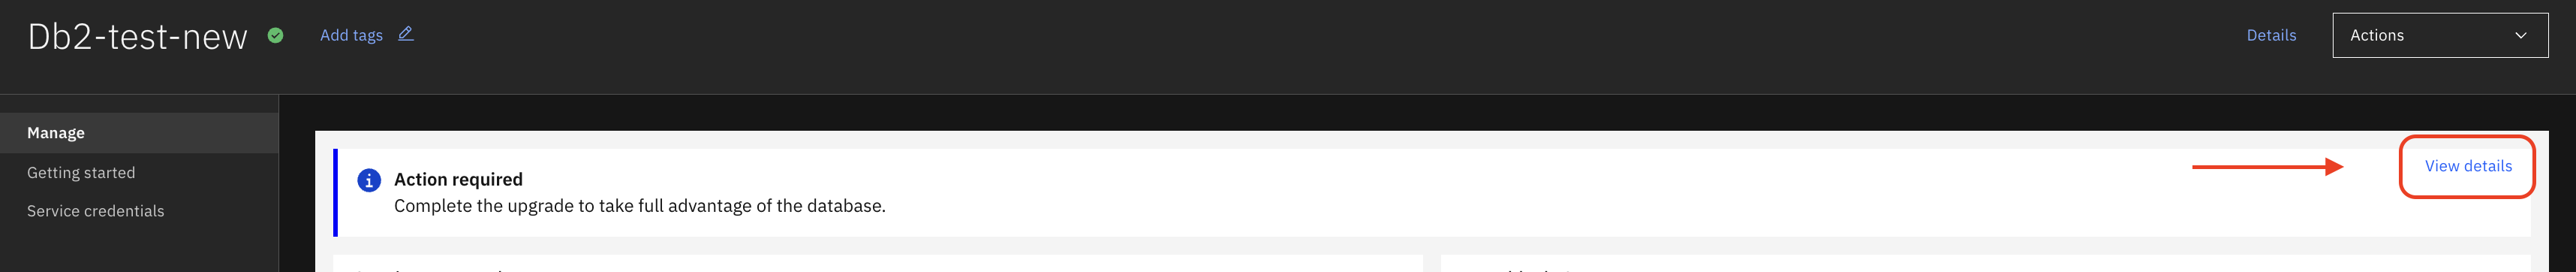 Db2-test-new
Add tags
Details
Actions
Manage
Getting started
Service credentials
Action required
Complete the upgrade to take full advantage of the database.
View details